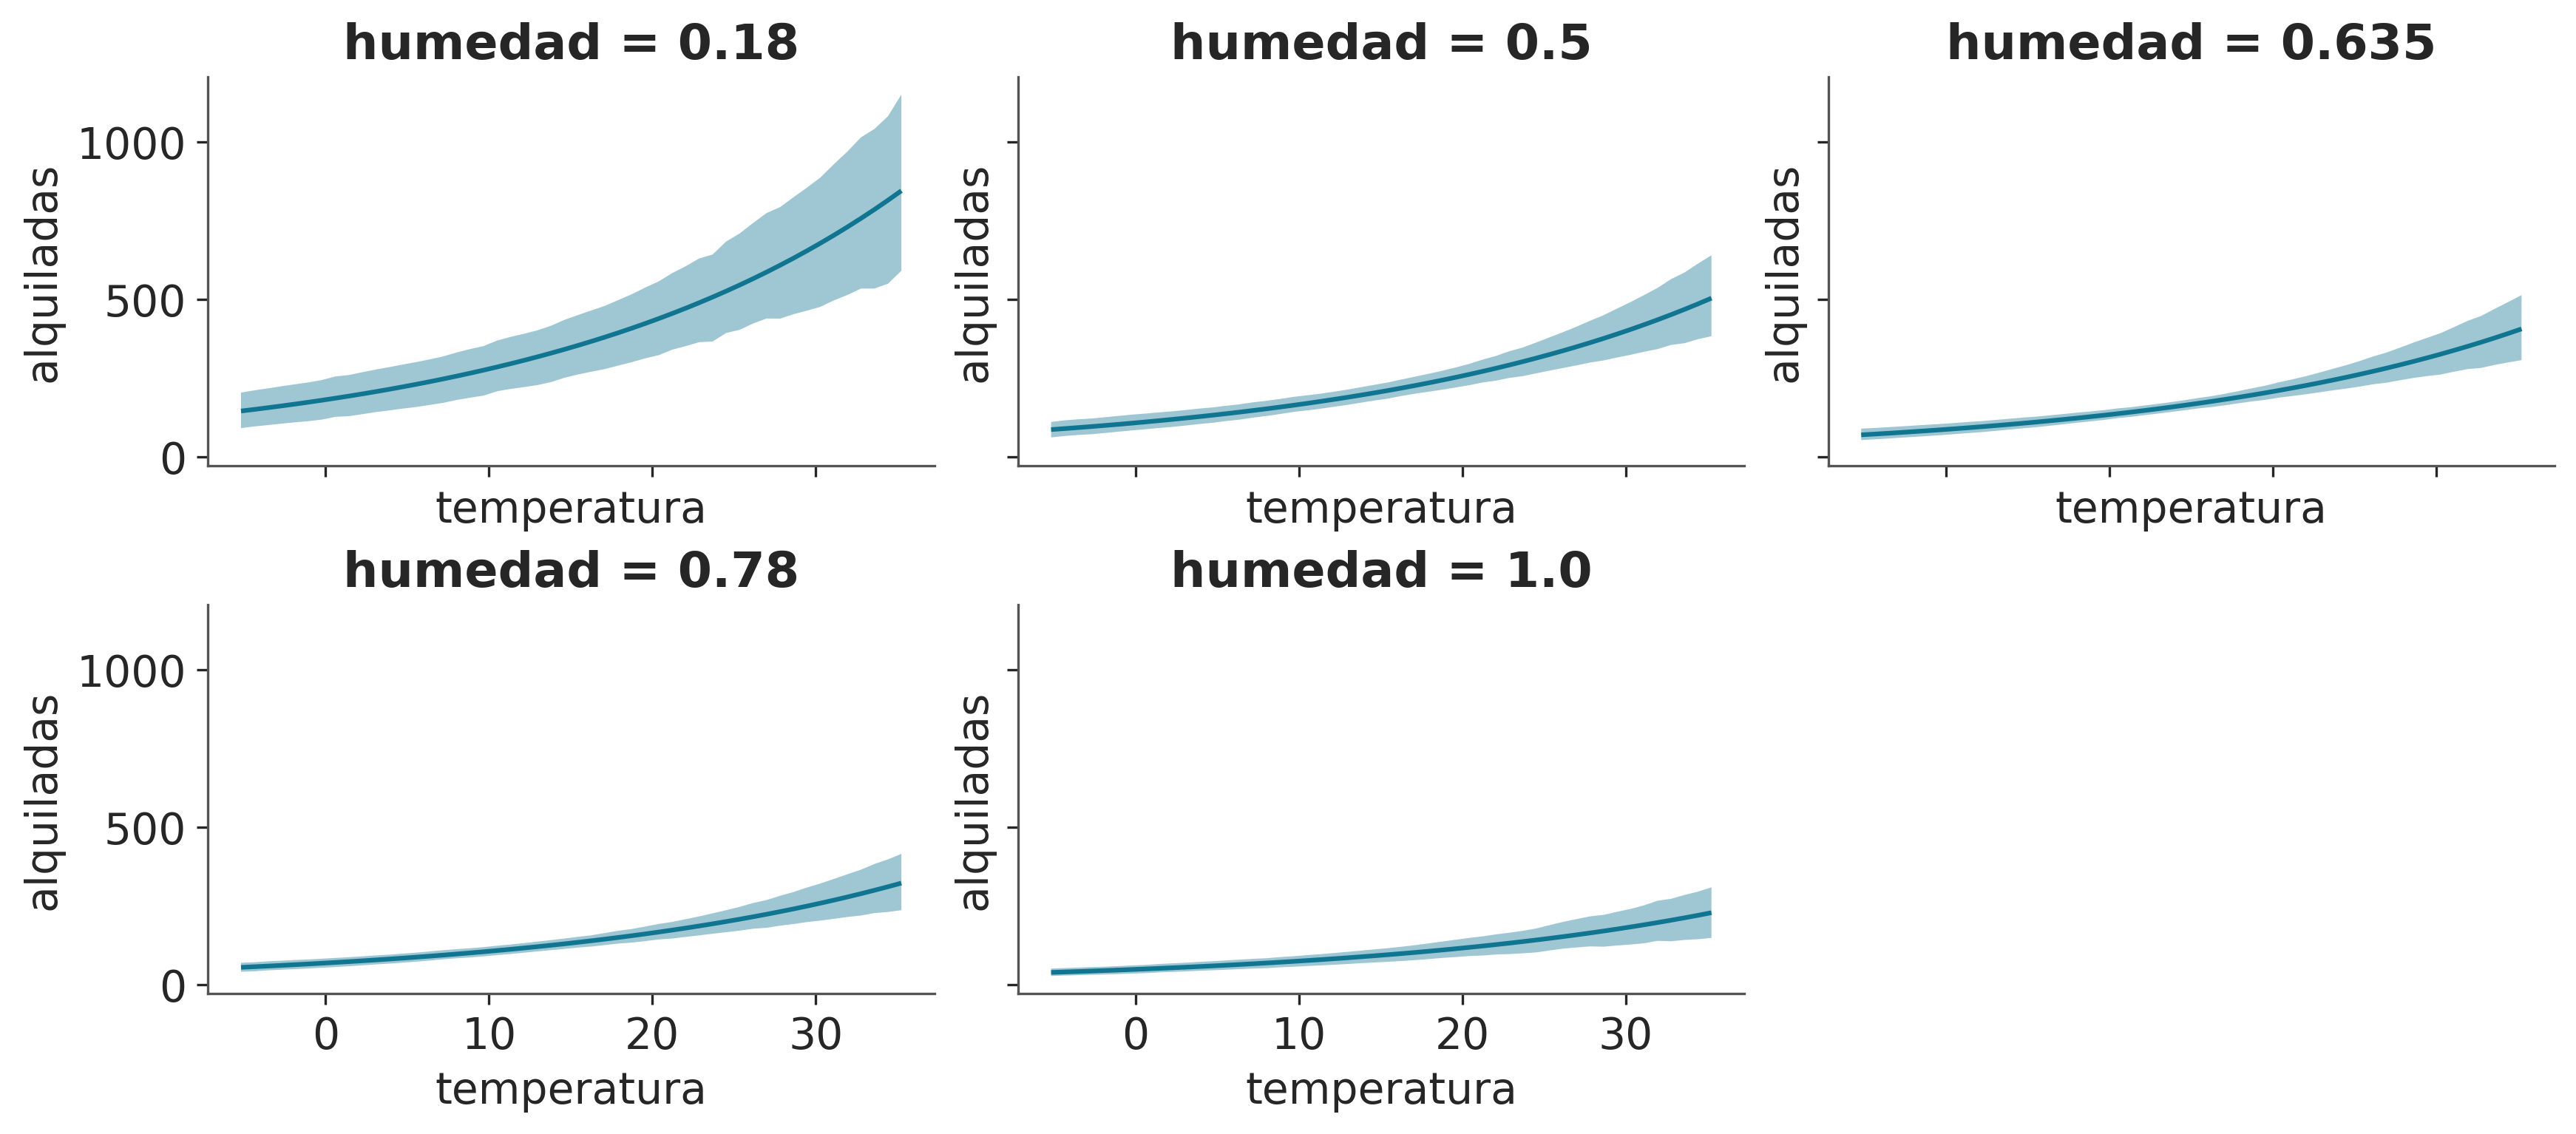 humedad = 0.18
humedad = 0.5
humedad = 0.635
1000
500
0
alquiladas
alquiladas
alquiladas
temperatura
temperatura
temperatura
humedad = 0.78
humedad = 1.0
1000
500
0
alquiladas
alquiladas
0 10 20 30
0 10 20 30
temperatura
temperatura